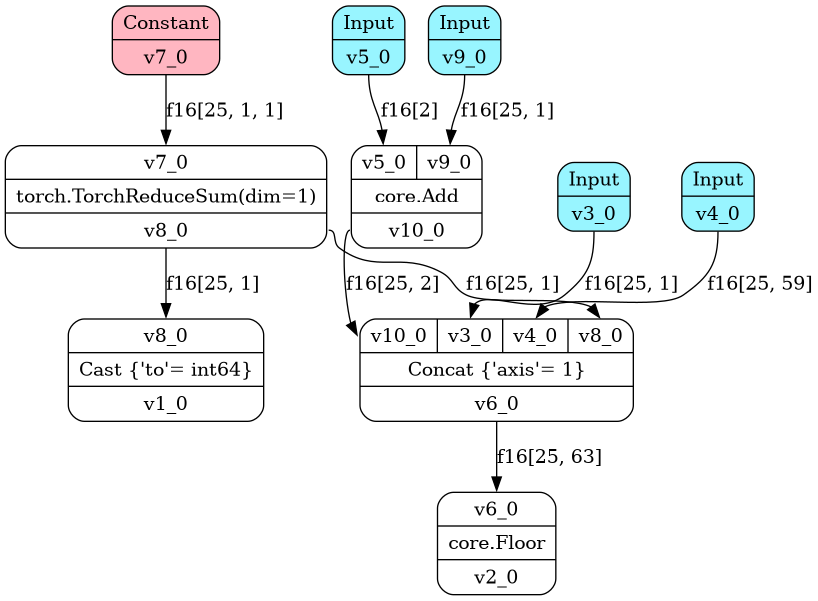 Constant
v7_0
Input
v5_0
Input
v9_0
f16[25, 1, 1]
f16[2]
f16[25, 1]
v7_0
torch.TorchReduceSum(dim=1)
v8_0
v5_0 v9_0
core.Add
v10_0
Input
v3_0
Input
v4_0
f16[25, 1]
f16[25, 2]
f16[25, 1]
f16[25, 1]
f16[25, 59]
v8_0
Cast {'to'= int64}
v1_0
v10_0 v3_0 v4_0 v8_0
Concat {'axis'= 1}
v6_0
f16[25, 63]
v6_0
core.Floor
v2_0